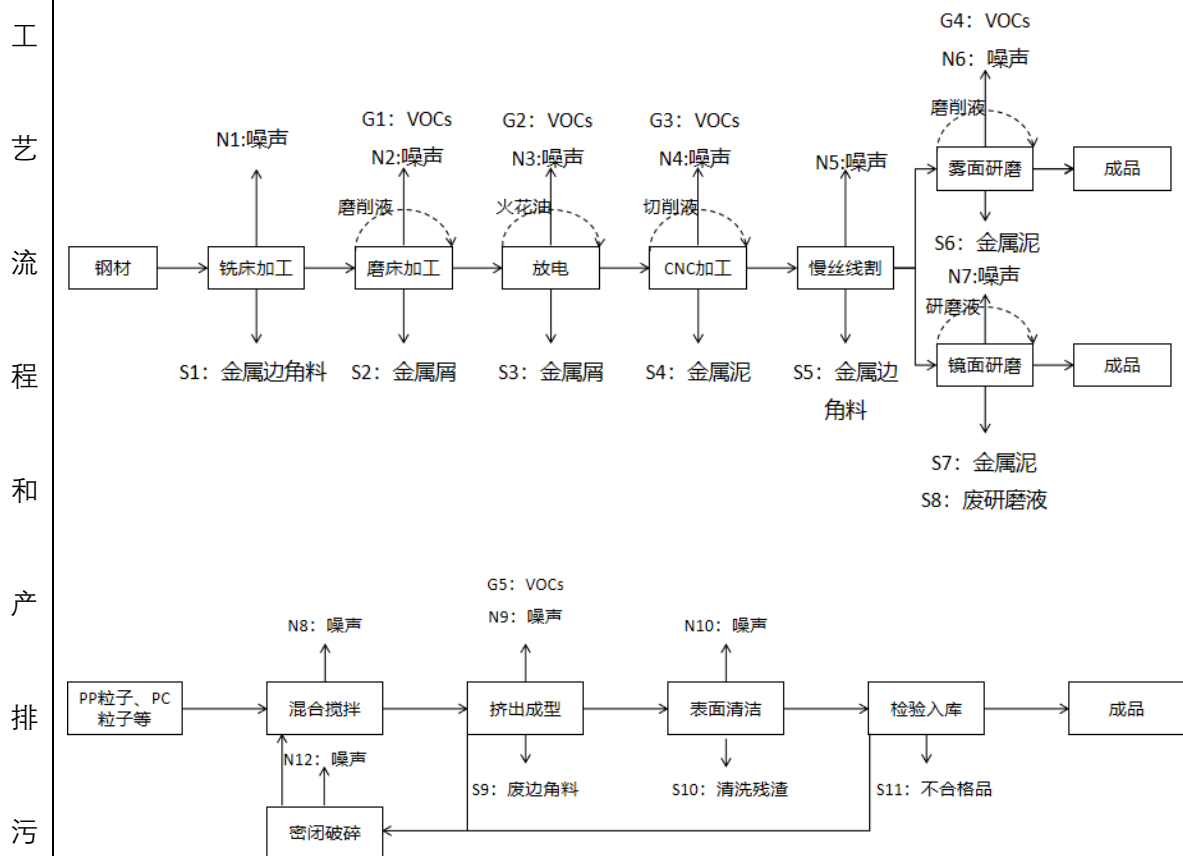 工
艺
流
程
和
产
排
污
G4：VOCs
N6：噪声
磨削液
N1:噪声
G1：VOCs
N2:噪声
磨削液
G2：VOCs
N3：噪声
火花油
G3：VOCs
N4：噪声
切削液
N5：噪声
雾面研磨
成品
S6：金属泥
钢材
铣床加工
磨床加工
放电
CNC加工
慢丝线割
N7:噪声
研磨液
镜面研磨
成品
S1：金属边角料
S2：金属屑
S3：金属屑
S4：金属泥
S5：金属边
角料
S7：金属泥
S8：废研磨液
G5：VOCs
N8：噪声
N9：噪声
N10：噪声
PP粒子、PC
粒子等
混合搅拌
挤出成型
表面清洁
检验入库
成品
N12：噪声
S9：废边角料
S10：清洗残渣
S11：不合格品
密闭破碎